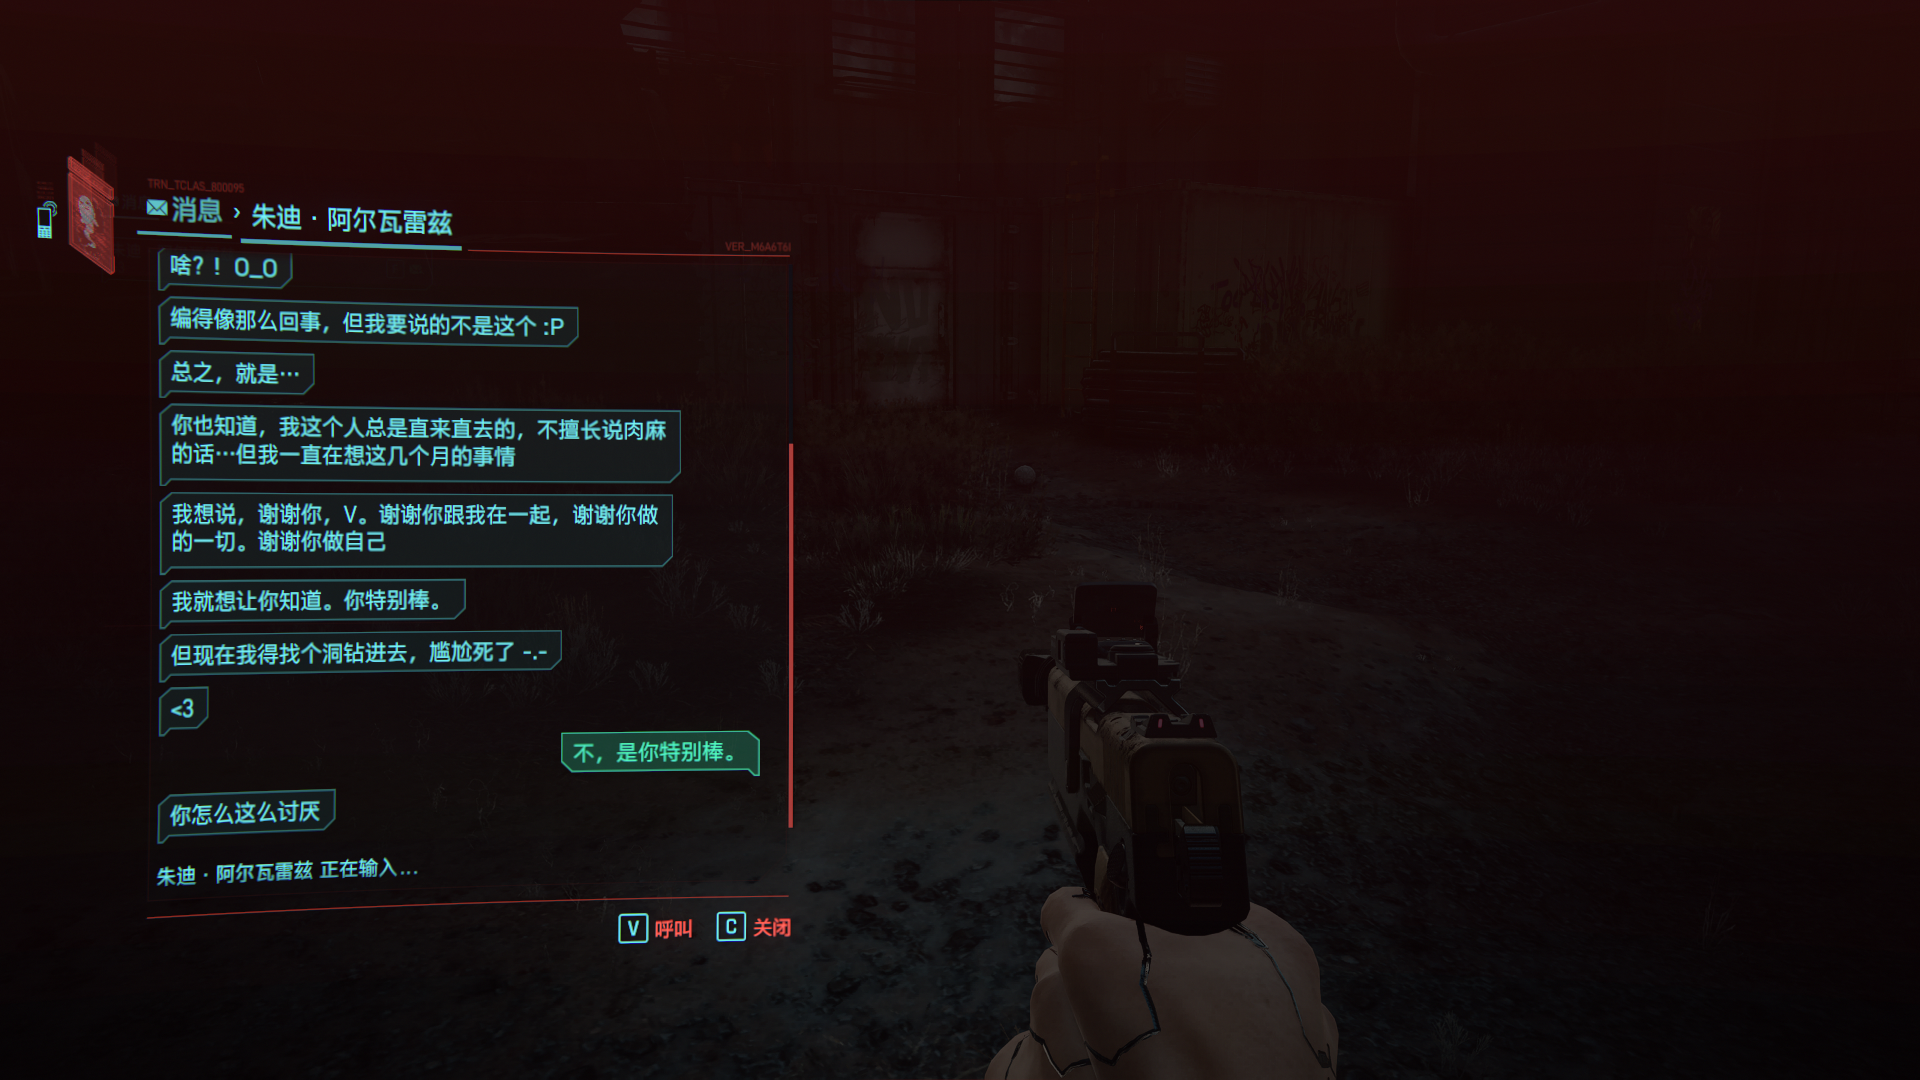 TRN_TCLAS_800095
消息 › 朱迪 · 阿尔瓦雷兹
啥?！O_O
编得像那么回事，但我要说的不是这个 :P
总之，就是…
你也知道，我这个人总是直来直去的，不擅长说肉麻
的话…但我一直在想这几个月的事情
我想说，谢谢你，V。谢谢你跟我在一起，谢谢你做
的一切。谢谢你做自己
我就想让你知道。你特别棒。
但现在我得找个洞钻进去，尴尬死了 -.-
<3
不，是你特别棒。
你怎么这么讨厌
朱迪 · 阿尔瓦雷兹 正在输入...
V 呼叫 C 关闭